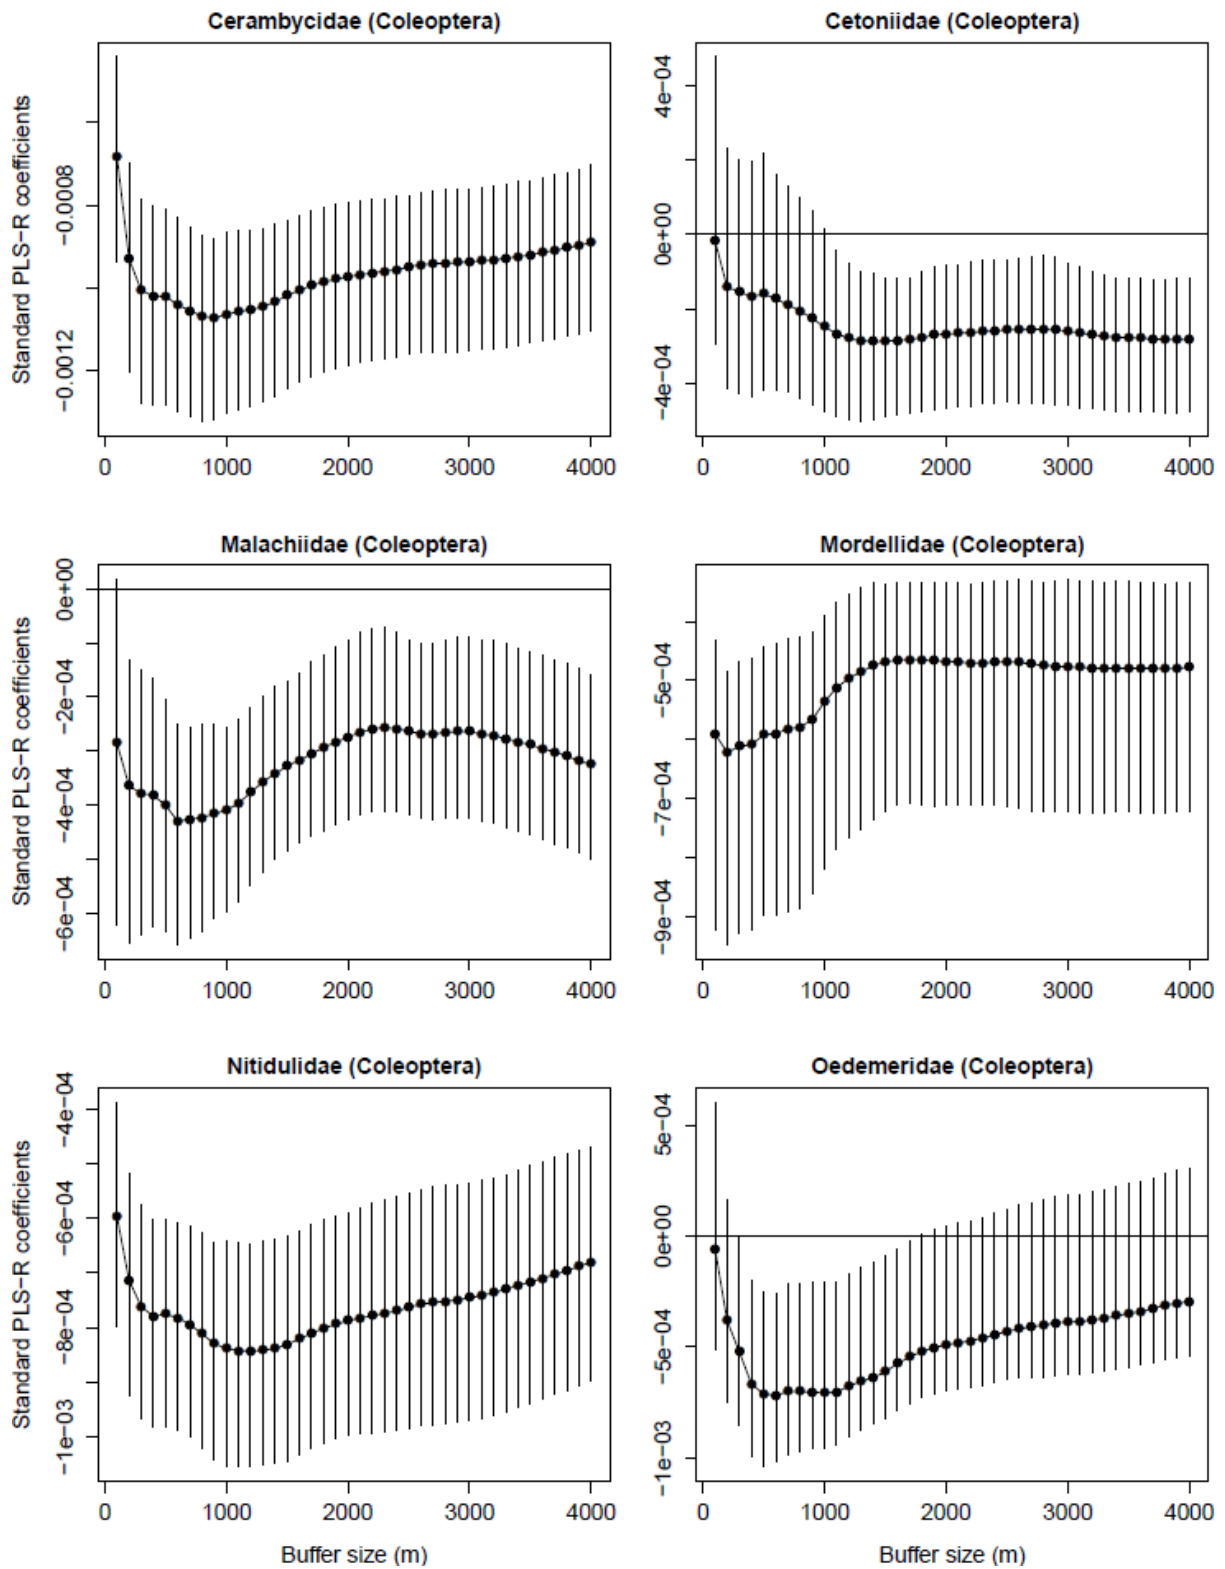 Cerambycidae (Coleoptera)
Cetoniidae (Coleoptera)
Standard PLS−R coefficients
−0.0012
−0.0008
−4e−04
0e+00
4e−04
0 1000 2000 3000 4000
0 1000 2000 3000 4000
Malachiidae (Coleoptera)
Mordellidae (Coleoptera)
Standard PLS−R coefficients
−6e−04
−4e−04
−2e−04
0e+00
−9e−04
−7e−04
−5e−04
0 1000 2000 3000 4000
0 1000 2000 3000 4000
Nitidulidae (Coleoptera)
Oedemeridae (Coleoptera)
Standard PLS−R coefficients
−1e−03
−8e−04
−6e−04
−4e−04
−1e−03
−5e−04
0e+00
5e−04
0 1000 2000 3000 4000
0 1000 2000 3000 4000
Buffer size (m)
Buffer size (m)